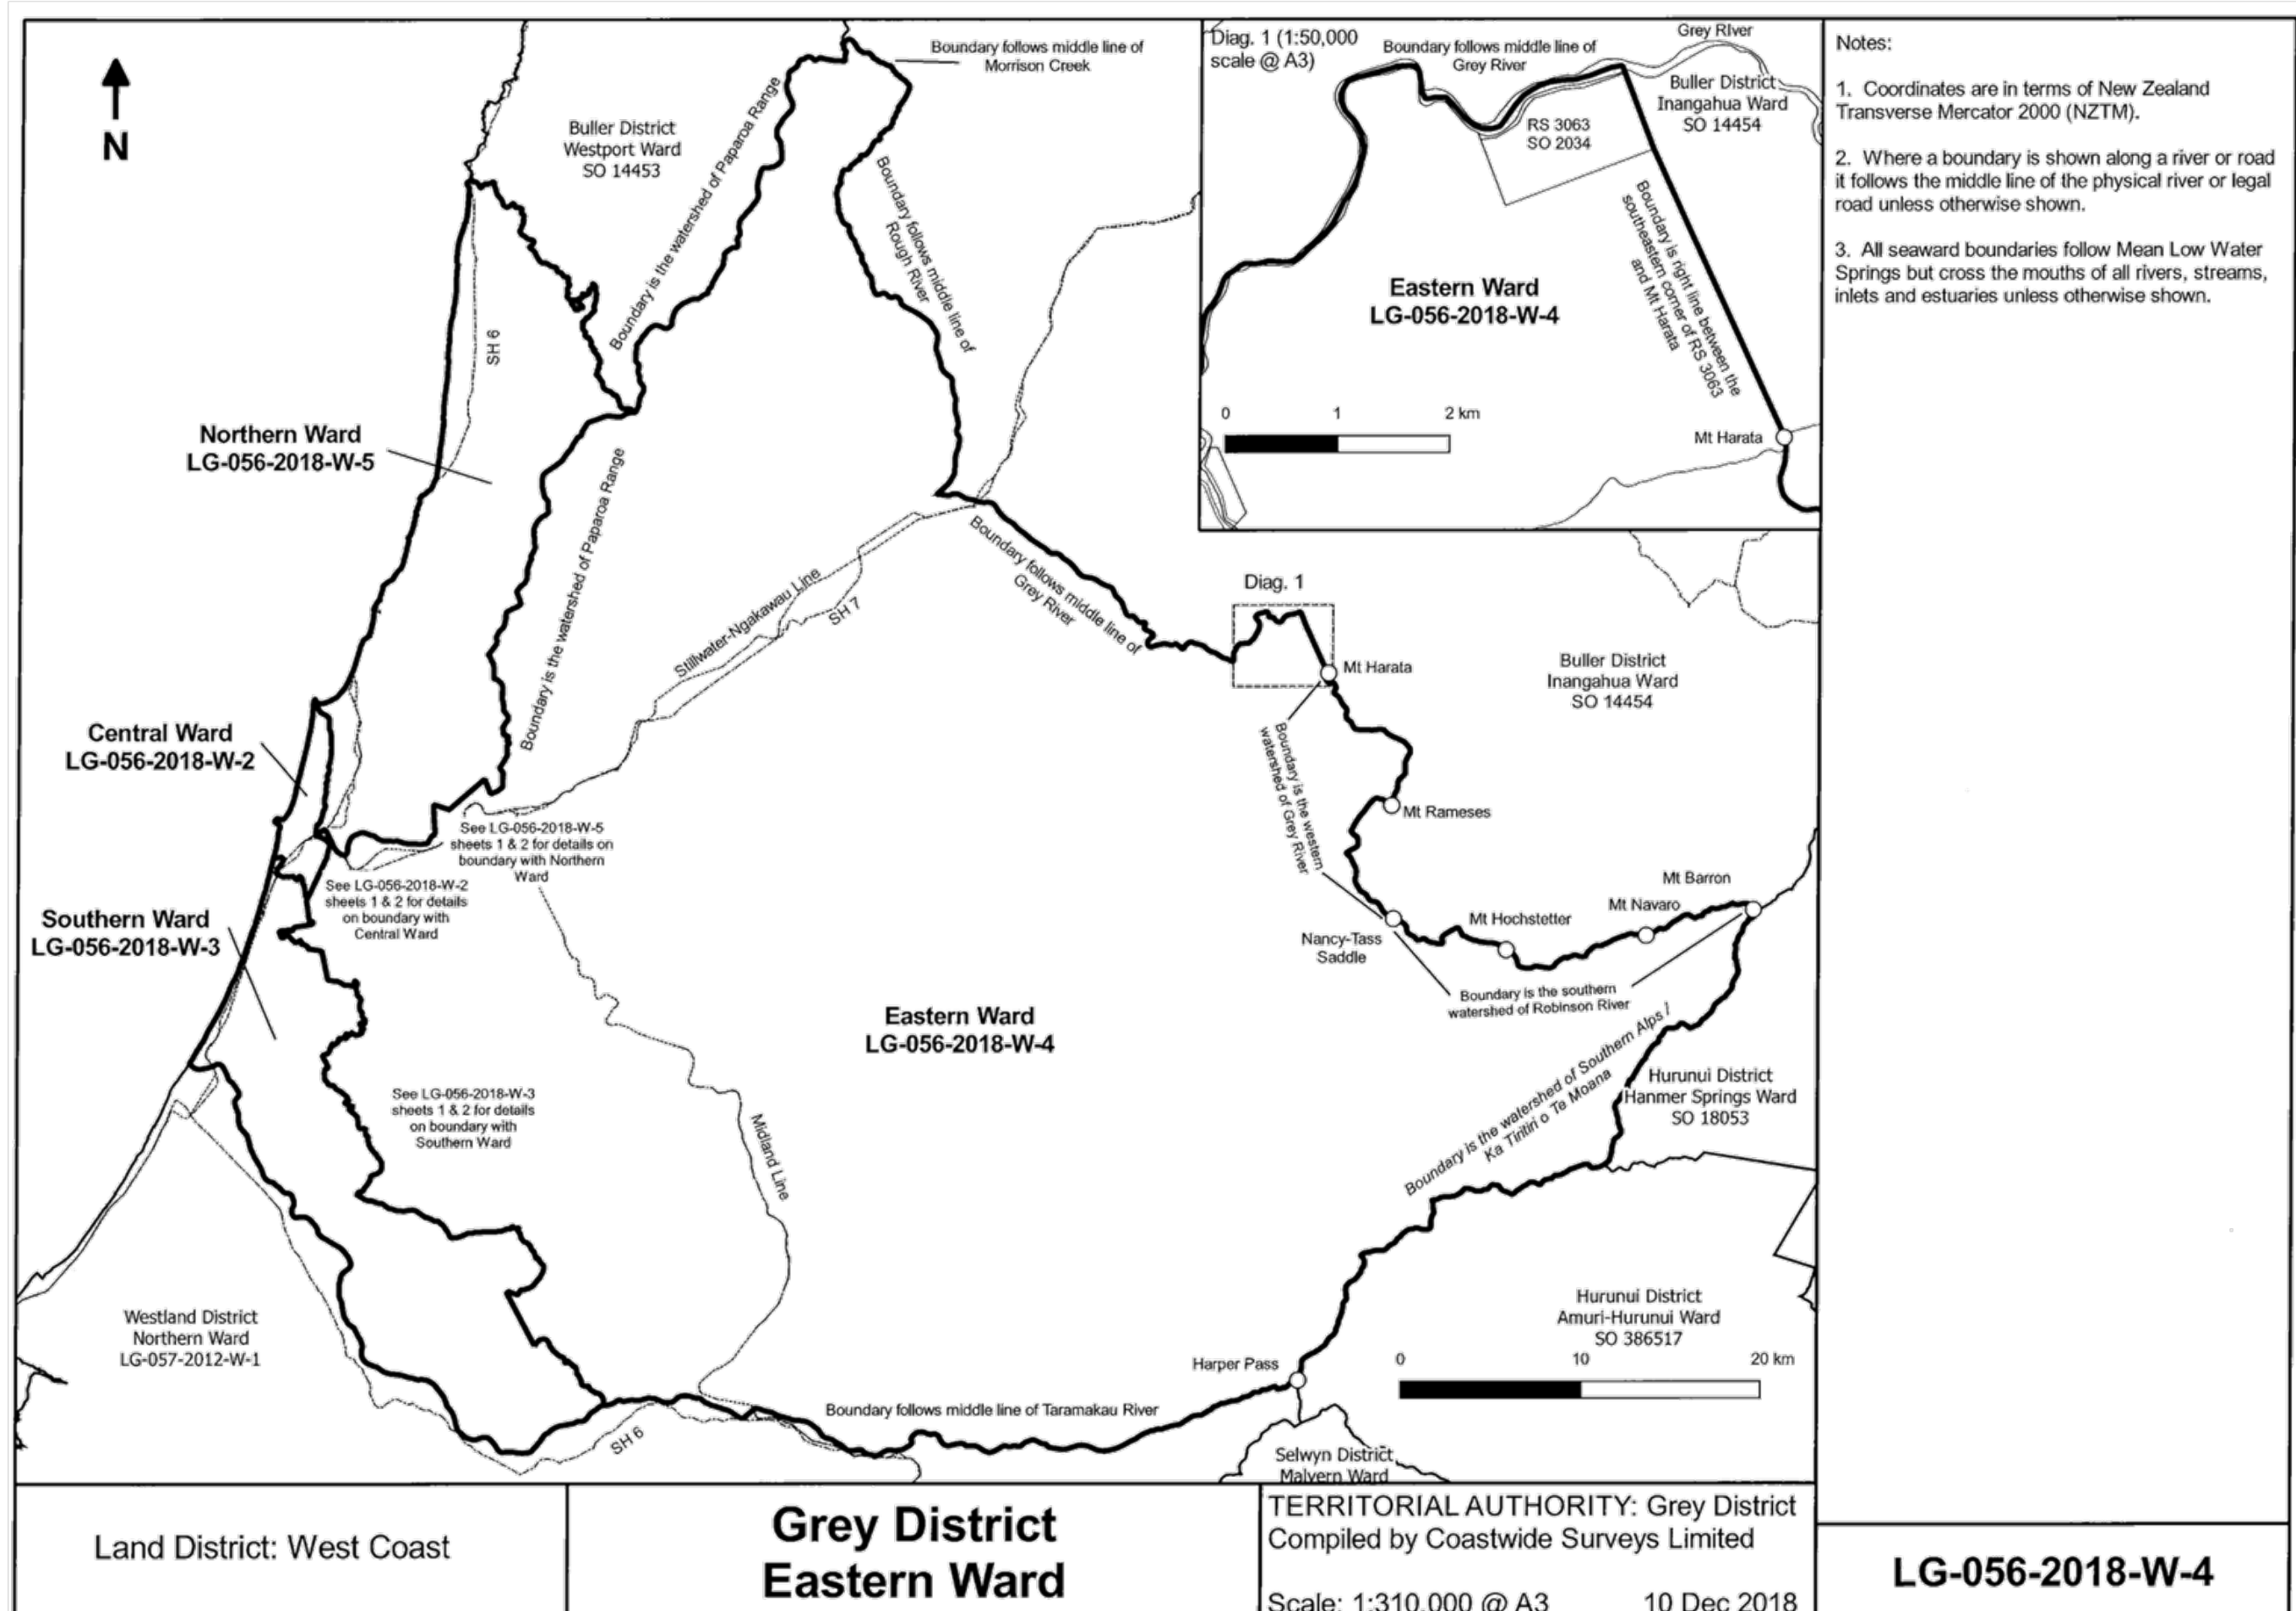 N
Boundary follows middle line of
Morrison Creek
Buller District
Westport Ward
SO 14453
Boundary is the watershed of Paparoa Range
Boundary follows middle line of
Rough River
SH 6
Northern Ward
LG-056-2018-W-5
Boundary is the watershed of Paparoa Range
Stillwater-Ngakawau Line
SH 7
Boundary follows middle line of
Grey River
Diag. 1 (1:50,000
scale @ A3)
Boundary follows middle line of
Grey River
Grey River
Buller District
Inangahua Ward
SO 14454
RS 3063
SO 2034
Boundary is right line between the
southeastern corner of RS 3063
and Mt Harata
Eastern Ward
LG-056-2018-W-4
0 1 2 km
Mt Harata
Diag. 1
Mt Harata
Buller District
Inangahua Ward
SO 14454
Boundary is the western
watershed of Grey River
Mt Rameses
Central Ward
LG-056-2018-W-2
See LG-056-2018-W-5
sheets 1 & 2 for details on
boundary with Northern
Ward
See LG-056-2018-W-2
sheets 1 & 2 for details
on boundary with
Central Ward
Southern Ward
LG-056-2018-W-3
Mt Barron
Mt Navaro
Mt Hochstetter
Nancy-Tass
Saddle
Boundary is the southern
watershed of Robinson River
Eastern Ward
LG-056-2018-W-4
Boundary is the watershed of Southern Alps /
Ka Tiritiri o Te Moana
Hurunui District
Hanmer Springs Ward
SO 18053
See LG-056-2018-W-3
sheets 1 & 2 for details
on boundary with
Southern Ward
Midland Line
Westland District
Northern Ward
LG-057-2012-W-1
Hurunui District
Amuri-Hurunui Ward
SO 386517
0 10 20 km
Harper Pass
Boundary follows middle line of Taramakau River
SH 6
Selwyn District
Malvern Ward
Notes:
1. Coordinates are in terms of New Zealand
Transverse Mercator 2000 (NZTM).
2. Where a boundary is shown along a river or road
it follows the middle line of the physical river or legal
road unless otherwise shown.
3. All seaward boundaries follow Mean Low Water
Springs but cross the mouths of all rivers, streams,
inlets and estuaries unless otherwise shown.
Land District: West Coast
Grey District
Eastern Ward
TERRITORIAL AUTHORITY: Grey District
Compiled by Coastwide Surveys Limited
Scale: 1:310,000 @ A3 10 Dec 2018
LG-056-2018-W-4